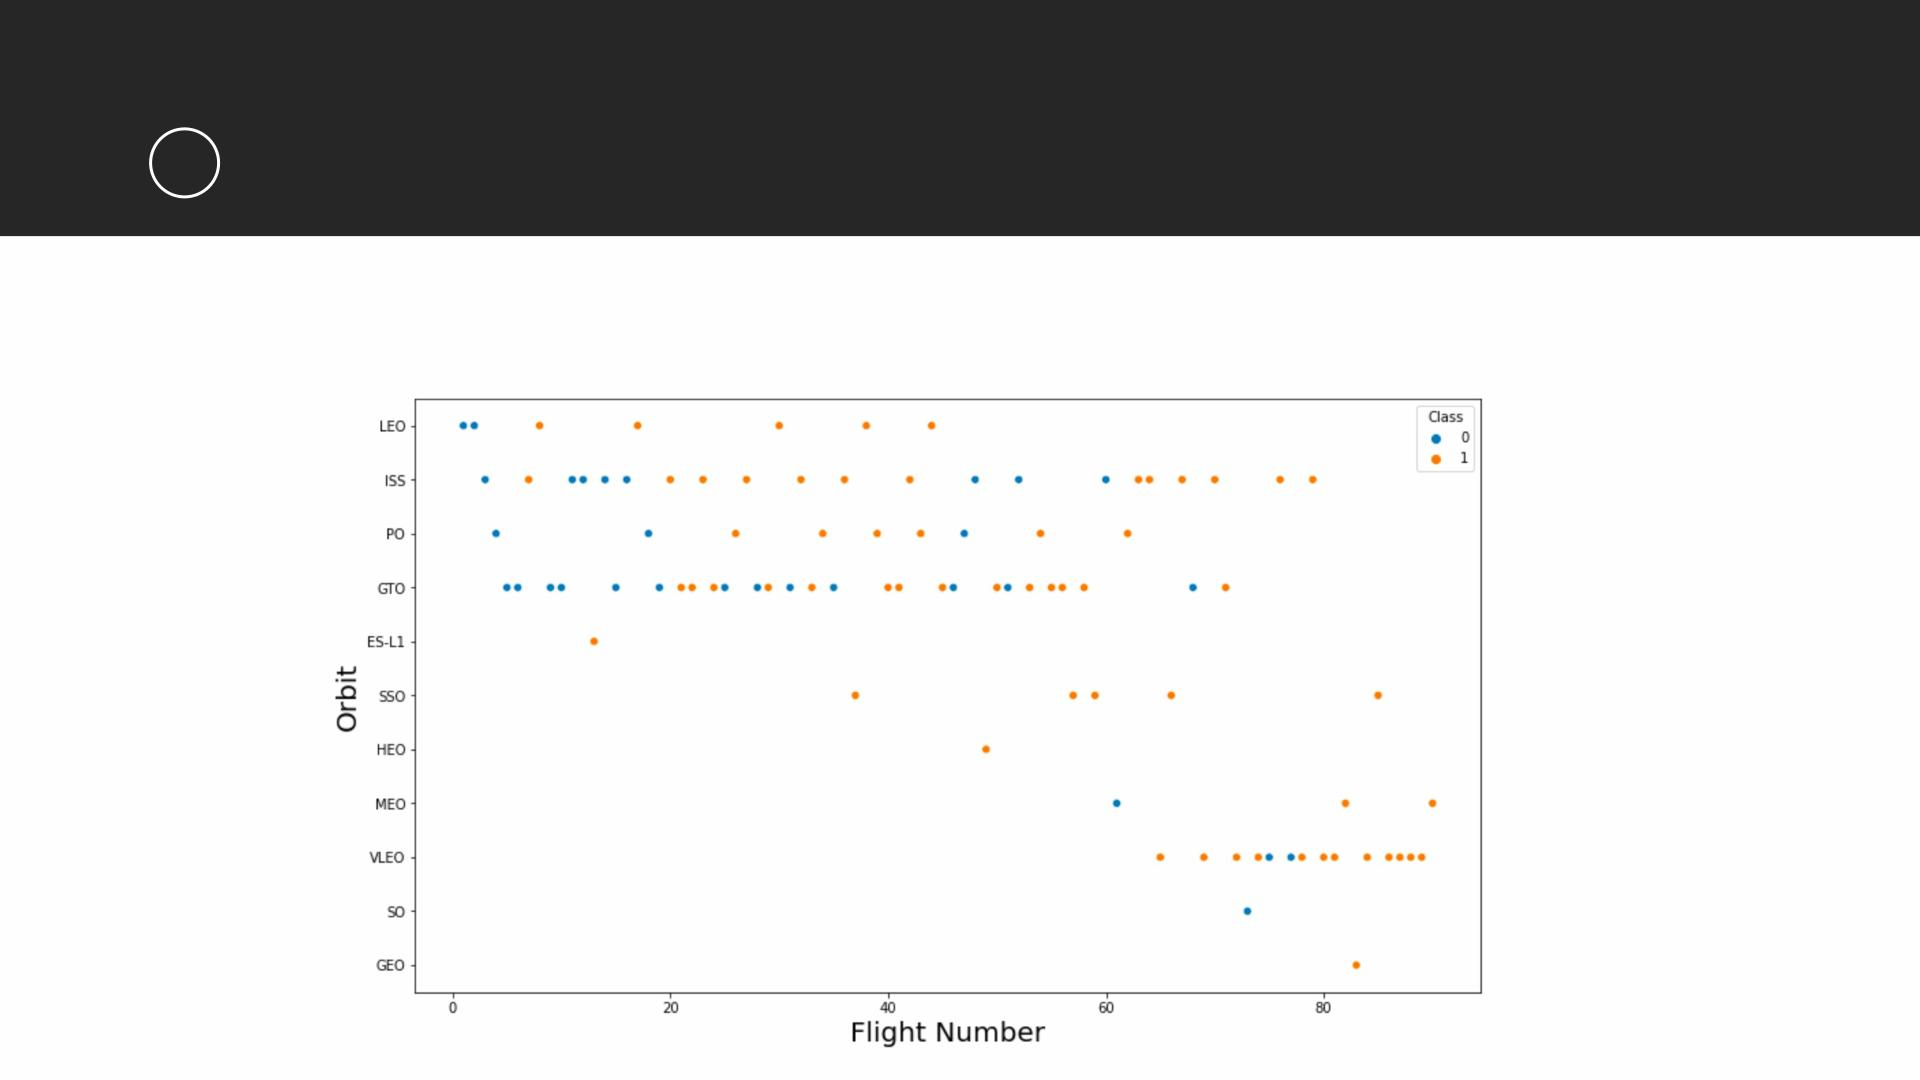 Class
0
1
LEO
ISS
PO
GTO
ES-L1
SSO
HEO
MEO
VLEO
SO
GEO
Orbit
0 20 40 60 80
Flight Number